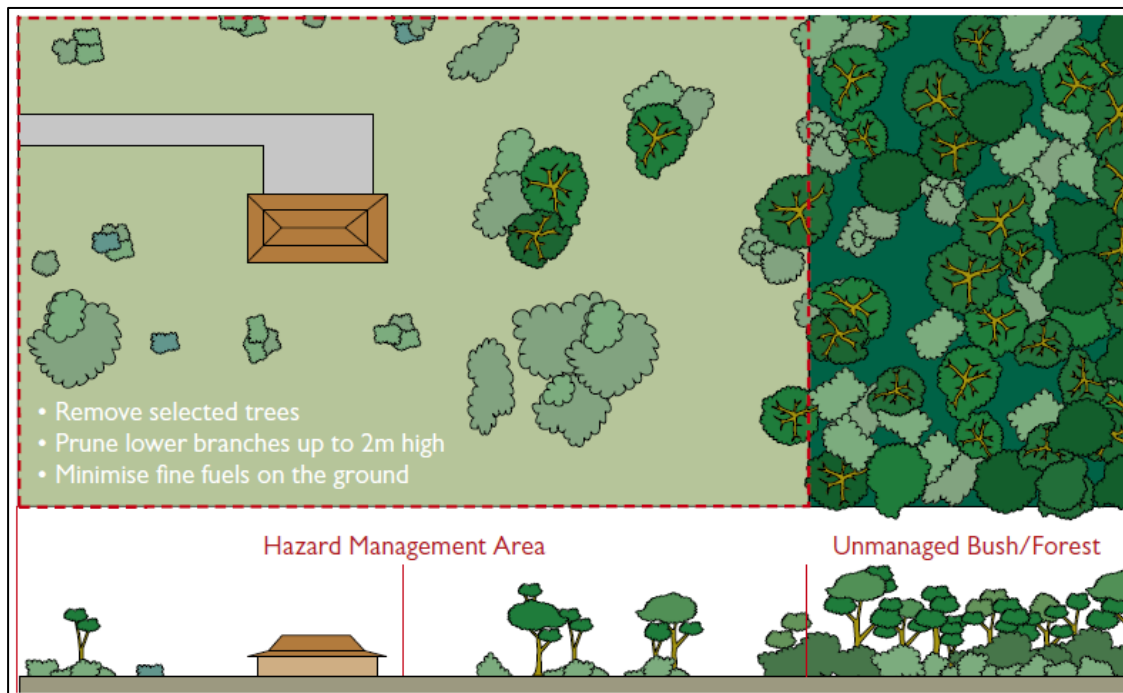 • Remove selected trees
• Prune lower branches up to 2m high
• Minimise fine fuels on the ground
Hazard Management Area
Unmanaged Bush/Forest